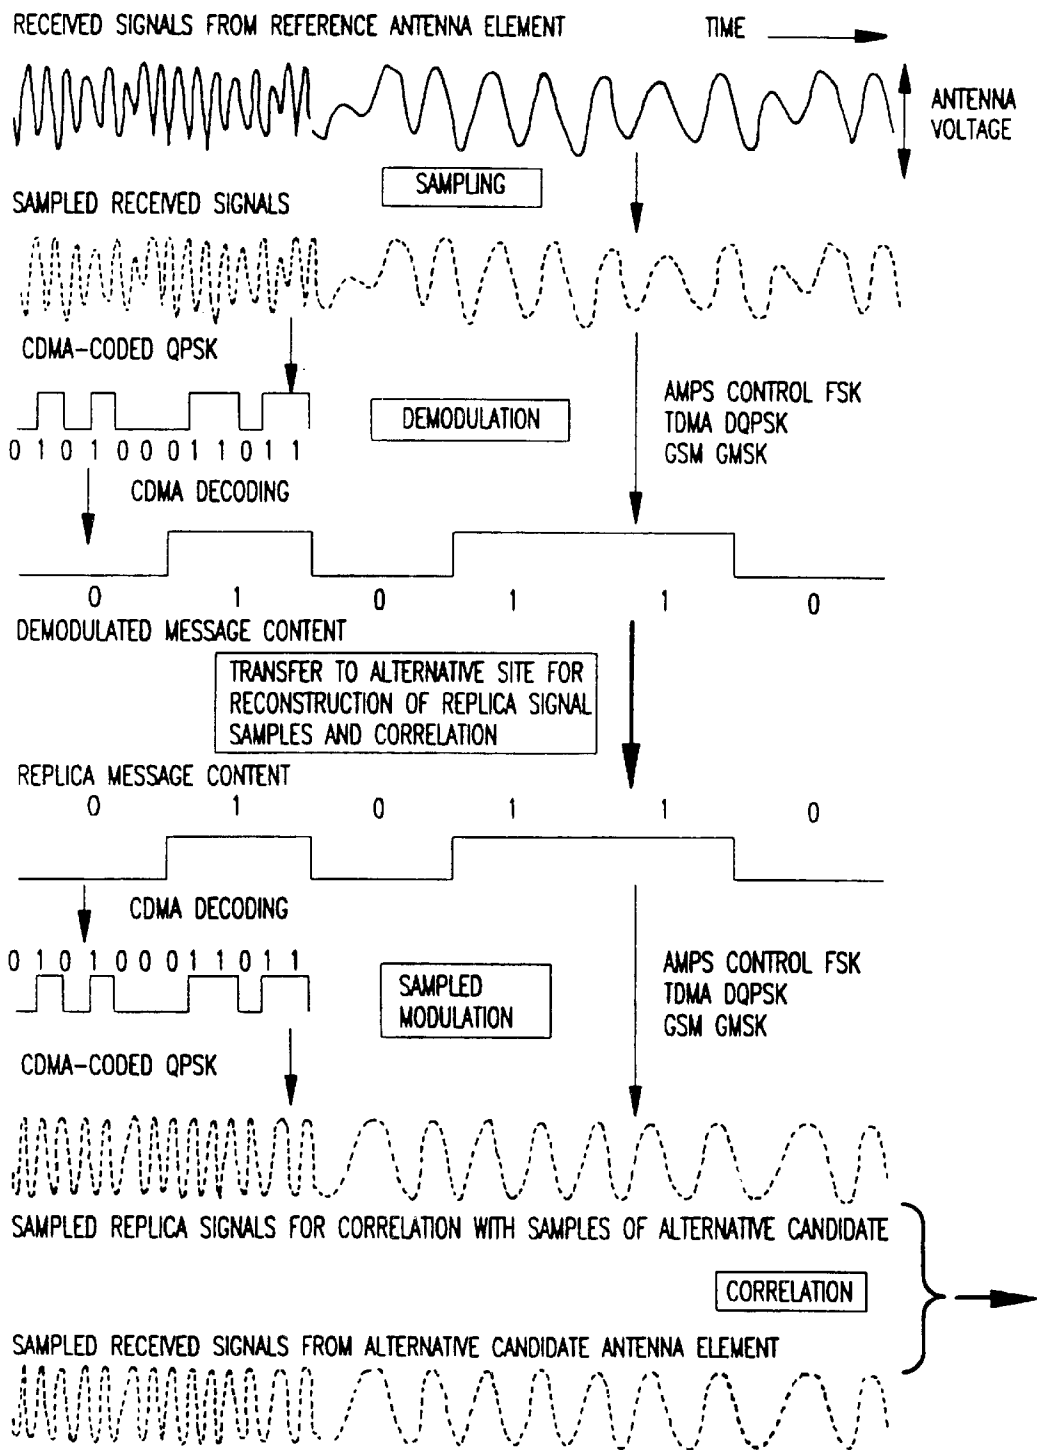 RECEIVED SIGNALS FROM REFERENCE ANTENNA ELEMENT
TIME
ANTENNA
VOLTAGE
SAMPLING
SAMPLED RECEIVED SIGNALS
CDMA-CODED QPSK
DEMODULATION
AMPS CONTROL FSK
TDMA DQPSK
GSM GMSK
0 1 0 1 0 0 0 1 1 0 1 1
CDMA DECODING
0 1 0 1 1 0
DEMODULATED MESSAGE CONTENT
TRANSFER TO ALTERNATIVE SITE FOR
RECONSTRUCTION OF REPLICA SIGNAL
SAMPLES AND CORRELATION
REPLICA MESSAGE CONTENT
0 1 0 1 1 0
CDMA DECODING
0 1 0 1 0 0 0 1 1 0 1 1
SAMPLED
MODULATION
AMPS CONTROL FSK
TDMA DQPSK
GSM GMSK
CDMA-CODED QPSK
SAMPLED REPLICA SIGNALS FOR CORRELATION WITH SAMPLES OF ALTERNATIVE CANDIDATE
CORRELATION
SAMPLED RECEIVED SIGNALS FROM ALTERNATIVE CANDIDATE ANTENNA ELEMENT